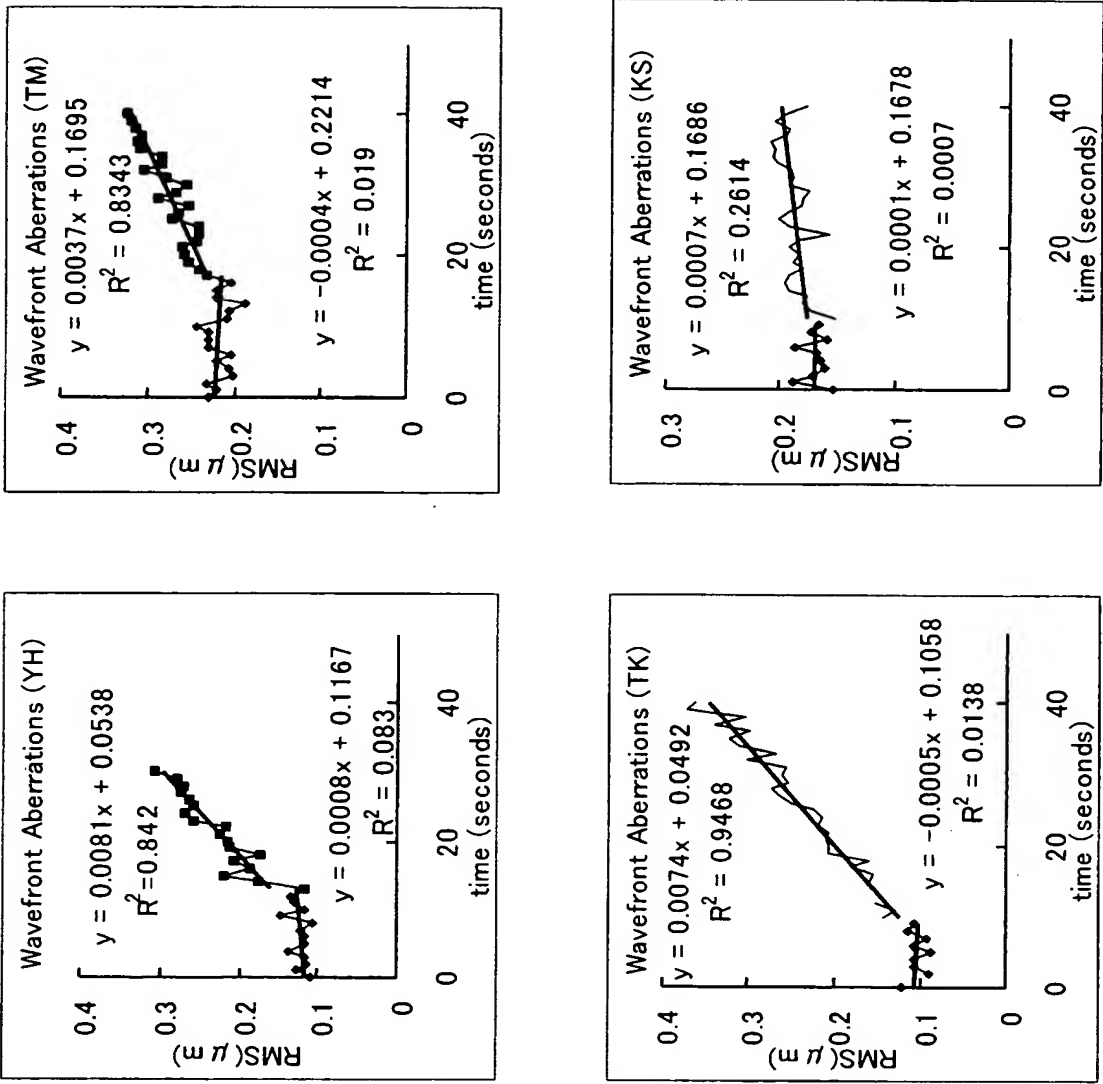 Wavefront Aberrations (YH)
y = 0.0081x + 0.0538
R²=0.842
y = 0.0008x + 0.1167
R² = 0.083
0.4
0.3
0.2
0.1
0
RMS(μm)
0
20
40
time (seconds)
Wavefront Aberrations (TM)
y = 0.0037x + 0.1695
R² = 0.8343
y = -0.0004x + 0.2214
R² = 0.019
0.4
0.3
0.2
0.1
0
RMS(μm)
0
20
40
time (seconds)
Wavefront Aberrations (TK)
y = 0.0074x + 0.0492
R² = 0.9468
y = -0.0005x + 0.1058
R² = 0.0138
0.4
0.3
0.2
0.1
0
RMS(μm)
0
20
40
time (seconds)
Wavefront Aberrations (KS)
y = 0.0007x + 0.1686
R² = 0.2614
y = 0.0001x + 0.1678
R² = 0.0007
0.3
0.2
0.1
0
RMS(μm)
0
20
40
time (seconds)